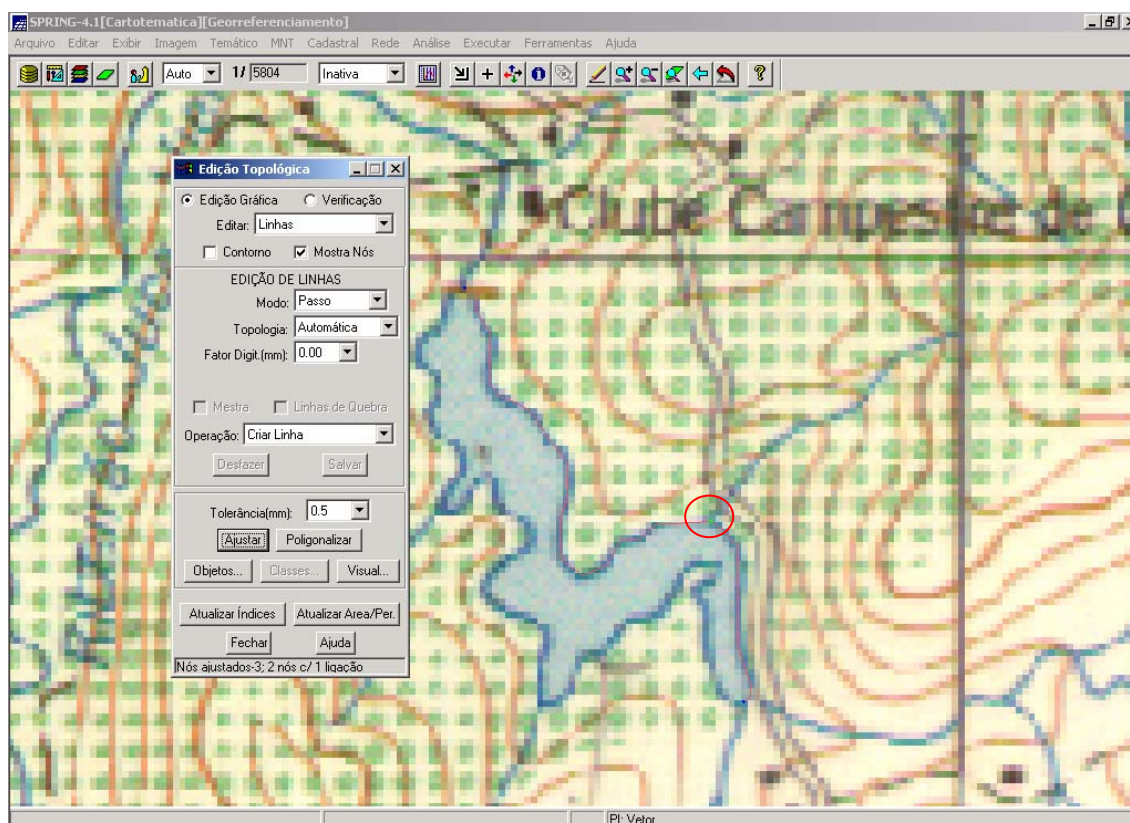 SPRING-4.1[Cartotematica][Georreferenciamento]
Arquivo Editar Exibir Imagem Temático MNT Cadastral Rede Análise Executar Ferramentas Ajuda
Auto 1/ 5804 Inativa
Edição Topológica
Edição Gráfica Verificação
Editar: Linhas
Contorno Mostra Nós
EDIÇÃO DE LINHAS
Modo: Passo
Topologia: Automática
Fator Digit.(mm): 0.00
Mestra Linhas de Quebra
Operação: Criar Linha
Desfazer Salvar
Tolerância(mm): 0.5
Ajustar Poligonalizar
Objetos... Classes... Visual...
Atualizar Índices Atualizar Area/Per.
Fechar Ajuda
Nós ajustados-3; 2 nós c/ 1 ligação
Clube Campestre de
PI: Vetor